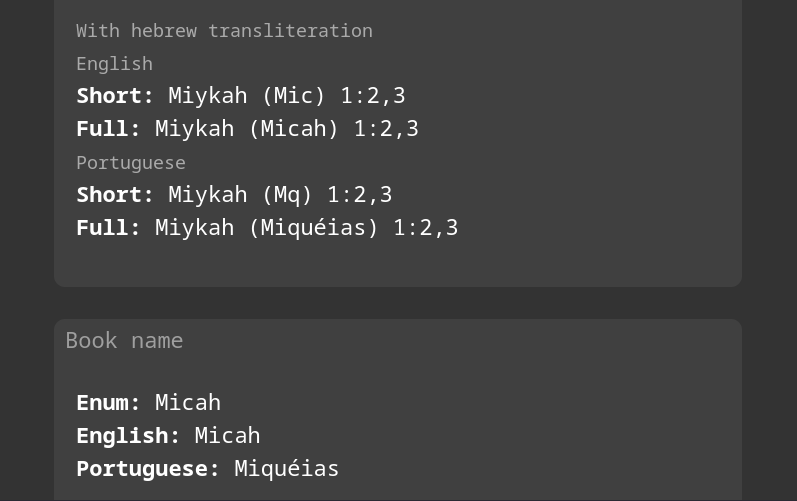 With hebrew transliteration
English
Short: Miykah (Mic) 1:2,3
Full: Miykah (Micah) 1:2,3
Portuguese
Short: Miykah (Mq) 1:2,3
Full: Miykah (Miquéias) 1:2,3
Book name
Enum: Micah
English: Micah
Portuguese: Miquéias